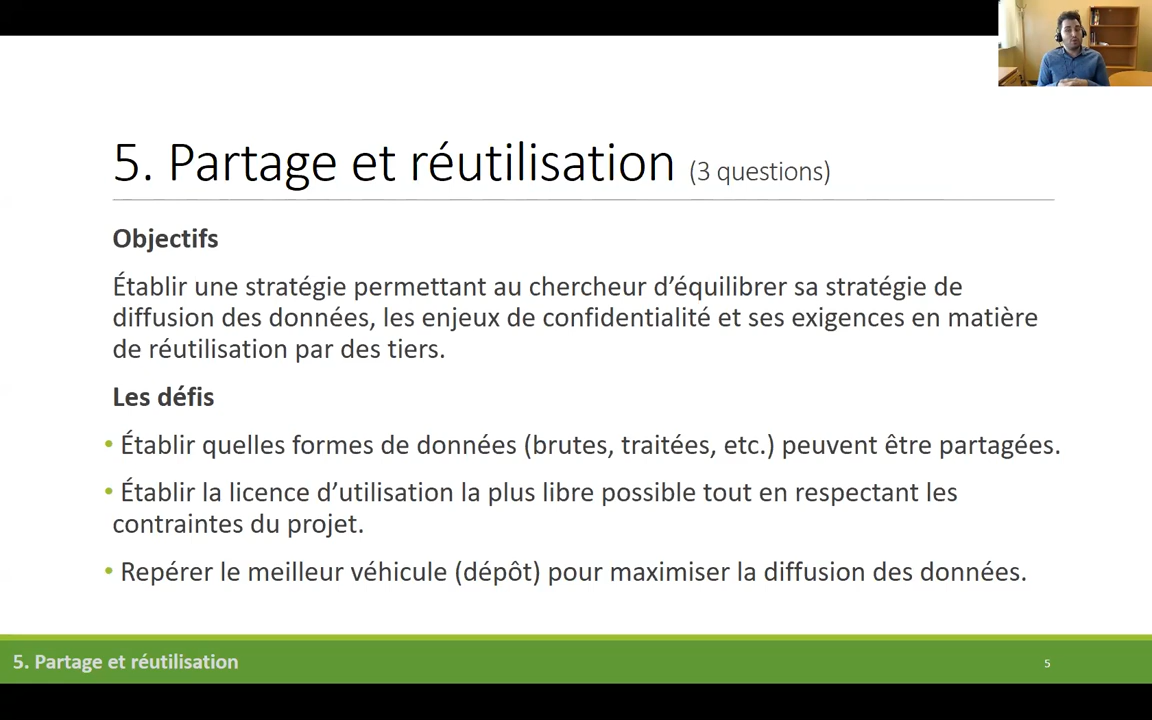 5. Partage et réutilisation (3 questions)
Objectifs
Établir une stratégie permettant au chercheur d’équilibrer sa stratégie de
diffusion des données, les enjeux de confidentialité et ses exigences en matière
de réutilisation par des tiers.
Les défis
• Établir quelles formes de données (brutes, traitées, etc.) peuvent être partagées.
• Établir la licence d’utilisation la plus libre possible tout en respectant les
contraintes du projet.
• Repérer le meilleur véhicule (dépôt) pour maximiser la diffusion des données.
5. Partage et réutilisation
5